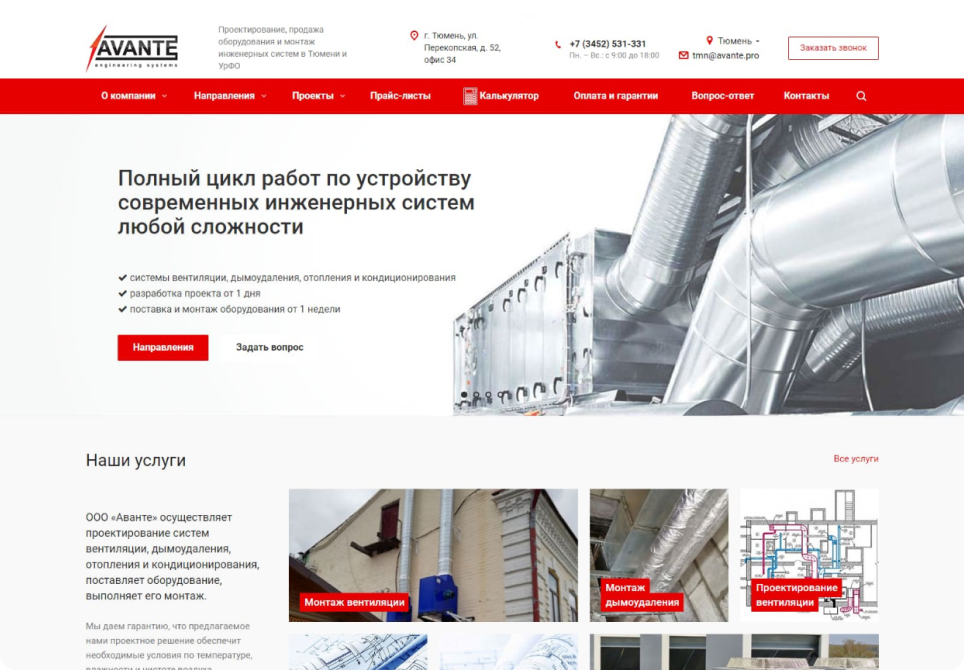 AVANTE
engineering systems
Проектирование, продажа
оборудования и монтаж
инженерных систем в Тюмени и
УрФО
г. Тюмень, ул.
Перекопская, д. 52,
офис 34
+7 (3452) 531-331
Пн. – Вс.: с 9:00 до 18:00
Тюмень
tmn@avante.pro
Заказать звонок
О компании
Направления
Проекты
Прайс-листы
Калькулятор
Оплата и гарантии
Вопрос-ответ
Контакты
Полный цикл работ по устройству
современных инженерных систем
любой сложности
системы вентиляции, дымоудаления, отопления и кондиционирования
разработка проекта от 1 дня
поставка и монтаж оборудования от 1 недели
Направления
Задать вопрос
Наши услуги
Все услуги
ООО «Аванте» осуществляет
проектирование систем
вентиляции, дымоудаления,
отопления и кондиционирования,
поставляет оборудование,
выполняет его монтаж.
Мы даем гарантию, что предлагаемое
нами проектное решение обеспечит
необходимые условия по температуре,
влажности и чистоте воздуха
Монтаж вентиляции
Монтаж
дымоудаления
Проектирование
вентиляции